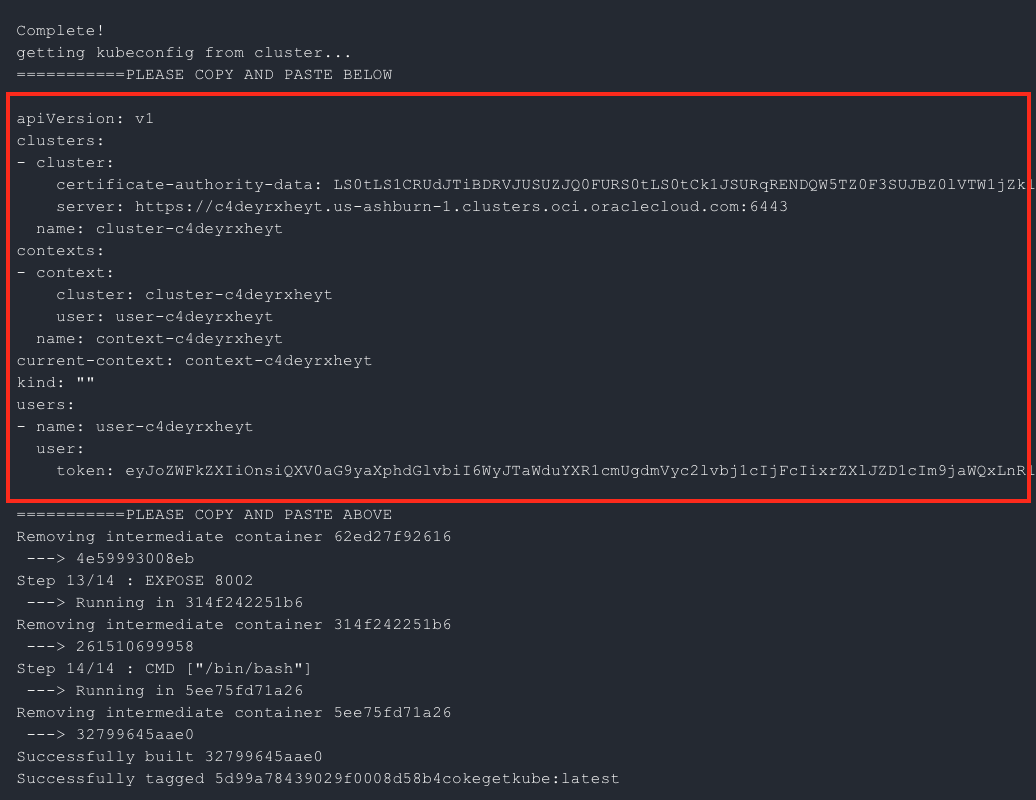 Complete!
getting kubeconfig from cluster...
===========PLEASE COPY AND PASTE BELOW
apiVersion: v1
clusters:
- cluster:
    certificate-authority-data: LS0tLS1CRUdJTiBDRVJUSUZJQ0FURS0tLS0tCk1JSURqRENDQW5TZ0F3SUJBZ0lVTW1jZk1
    server: https://c4deyrxheyt.us-ashburn-1.clusters.oci.oraclecloud.com:6443
  name: cluster-c4deyrxheyt
contexts:
- context:
    cluster: cluster-c4deyrxheyt
    user: user-c4deyrxheyt
  name: context-c4deyrxheyt
current-context: context-c4deyrxheyt
kind: ""
users:
- name: user-c4deyrxheyt
  user:
    token: eyJoZWFkZXIiOnsiQXV0aG9yaXphdGlvbiI6WyJTaWduYXR1cmUgdmVyc2lvbj1cIjFcIixrZXlJZD1cIm9jaWQxLnR1
===========PLEASE COPY AND PASTE ABOVE
Removing intermediate container 62ed27f92616
 ---> 4e59993008eb
Step 13/14 : EXPOSE 8002
 ---> Running in 314f242251b6
Removing intermediate container 314f242251b6
 ---> 261510699958
Step 14/14 : CMD ["/bin/bash"]
 ---> Running in 5ee75fd71a26
Removing intermediate container 5ee75fd71a26
 ---> 32799645aae0
Successfully built 32799645aae0
Successfully tagged 5d99a78439029f0008d58b4cokegetkube:latest